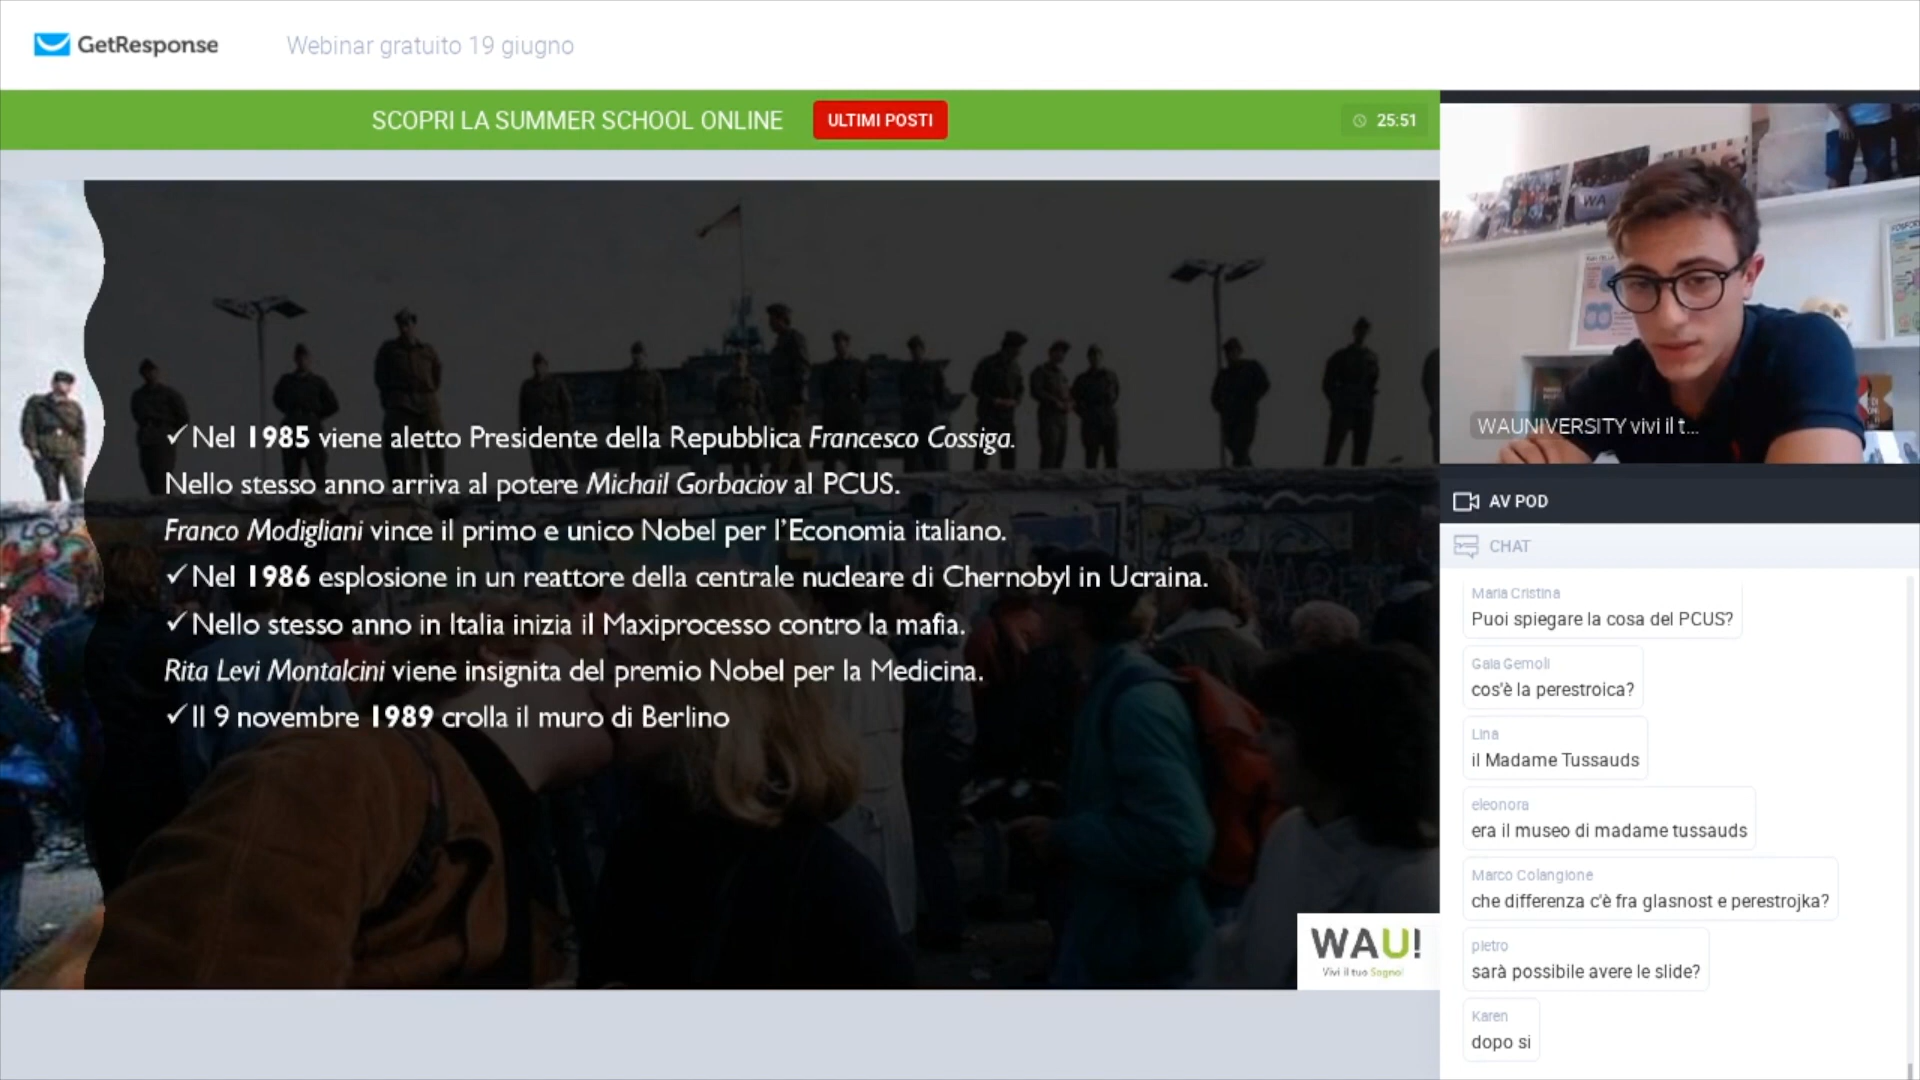 GetResponse
Webinar gratuito 19 giugno
SCOPRI LA SUMMER SCHOOL ONLINE
ULTIMI POSTI
25:51
✓Nel 1985 viene aletto Presidente della Repubblica Francesco Cossiga.
Nello stesso anno arriva al potere Michail Gorbaciov al PCUS.
Franco Modigliani vince il primo e unico Nobel per l'Economia italiano.
✓Nel 1986 esplosione in un reattore della centrale nucleare di Chernobyl in Ucraina.
✓Nello stesso anno in Italia inizia il Maxiprocesso contro la mafia.
Rita Levi Montalcini viene insignita del premio Nobel per la Medicina.
✓Il 9 novembre 1989 crolla il muro di Berlino
WAU!
Vivi il tuo Sogno!
WA
WAUNIVERSITY vivi il t...
AV POD
CHAT
Maria Cristina
Puoi spiegare la cosa del PCUS?
Gaia Gemoli
cos'è la perestroica?
Lina
il Madame Tussauds
eleonora
era il museo di madame tussauds
Marco Colangione
che differenza c'è fra glasnost e perestrojka?
pietro
sarà possibile avere le slide?
Karen
dopo si